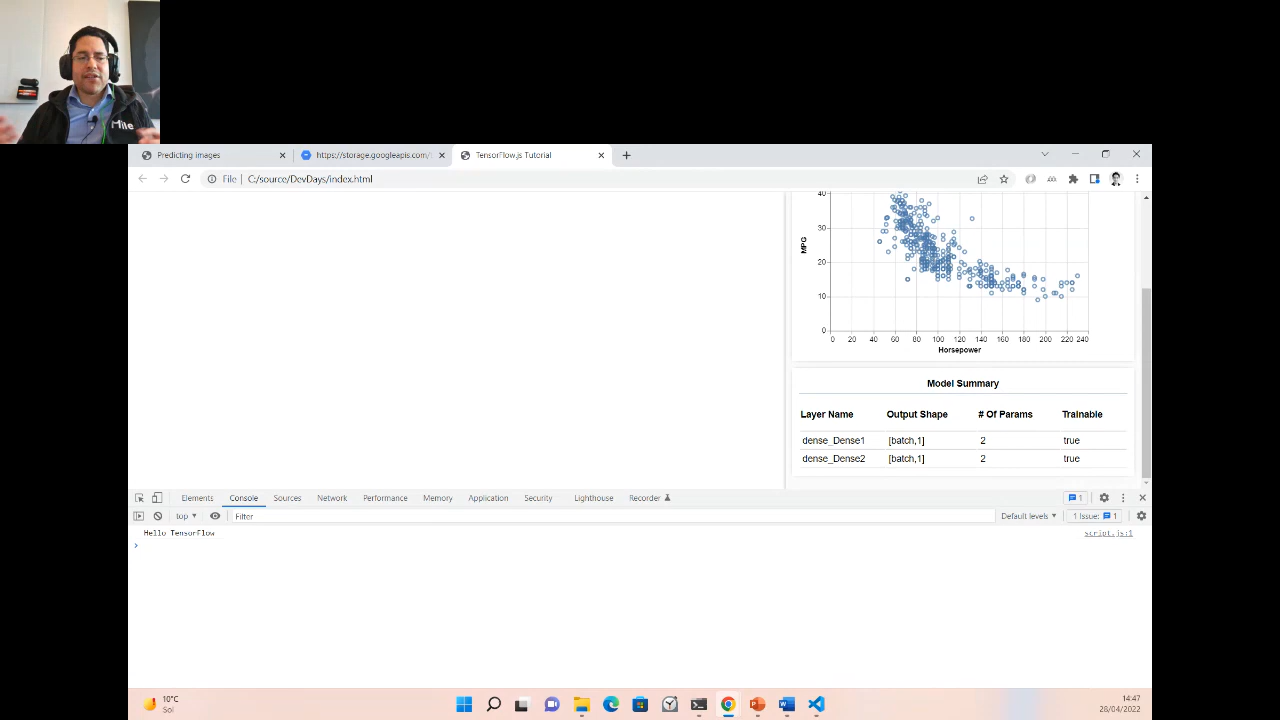 Mile
Predicting images
https://storage.googleapis.com/
TensorFlow.js Tutorial
File
C:/source/DevDays/index.html
40
30
20
10
0
MPG
0 20 40 60 80 100 120 140 160 180 200 220 240
Horsepower
Model Summary
Layer Name Output Shape # Of Params Trainable
dense_Dense1 [batch,1] 2 true
dense_Dense2 [batch,1] 2 true
Elements Console Sources Network Performance Memory Application Security Lighthouse Recorder 1
top Filter Default levels 1 Issue: 1
Hello TensorFlow script.js:1
10°C
Sol
14:47
28/04/2022